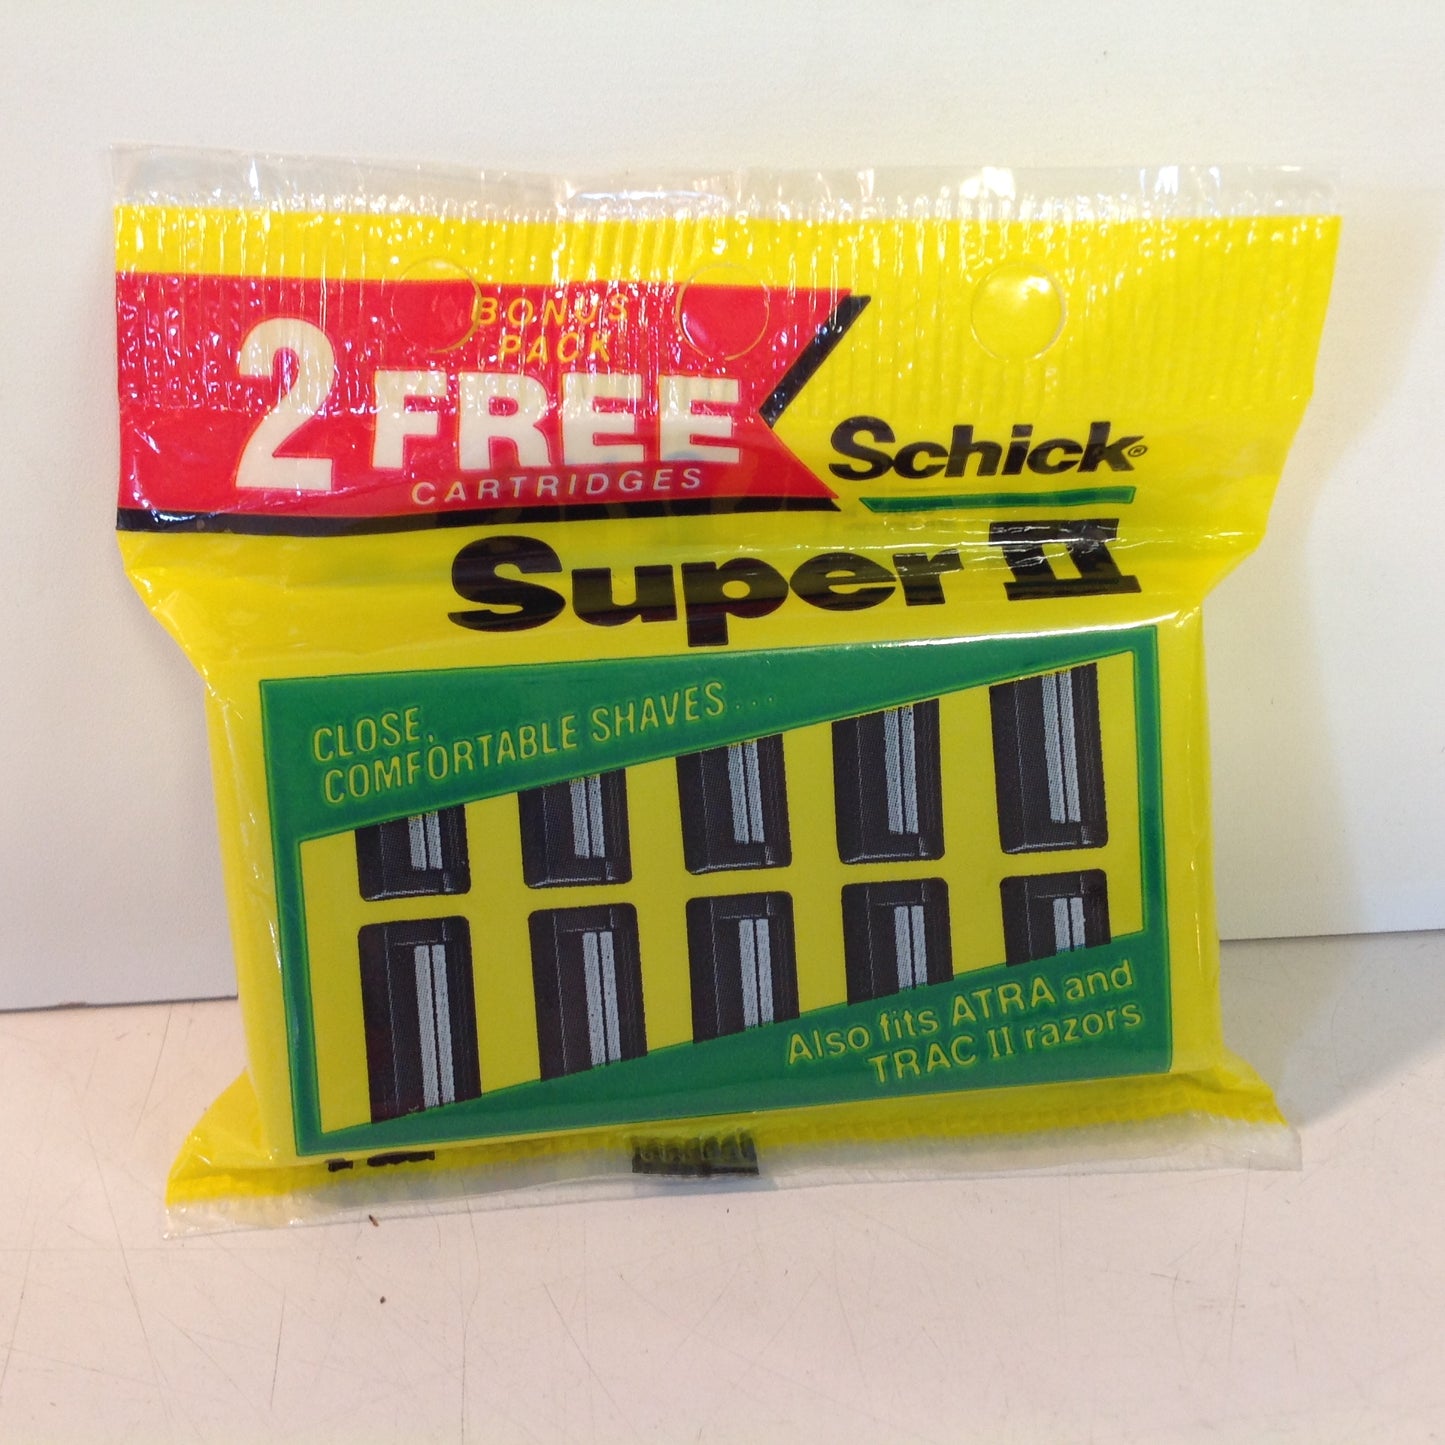 BONUS
PACK
2 FREE
CARTRIDGES
Schick®
Super II
CLOSE,
COMFORTABLE SHAVES...
Also fits ATRA and
TRAC II razors